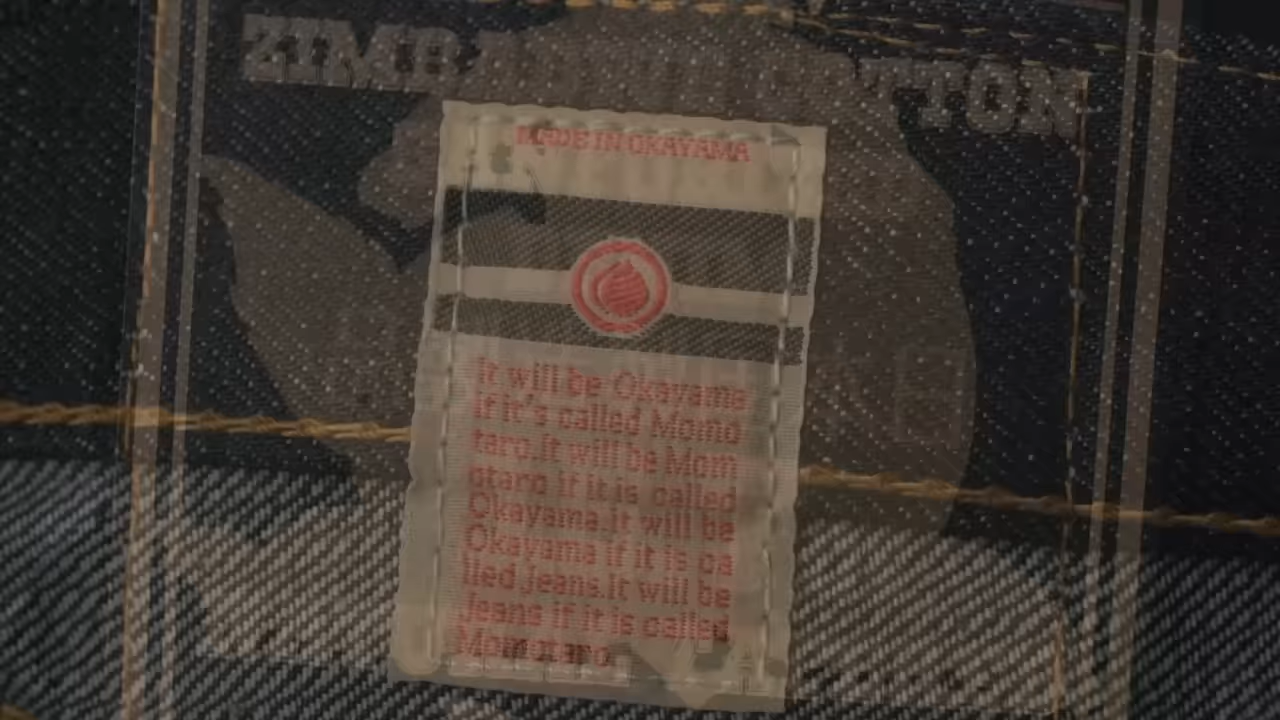 ZIMBABWE COTTON
MADE IN OKAYAMA
It will be Okayama
if it's called Momo
taro.It will be Mom
otaro if it is called
Okayama.It will be
Okayama if it is ca
lled Jeans.It will be
Jeans if it is called
Momotaro.